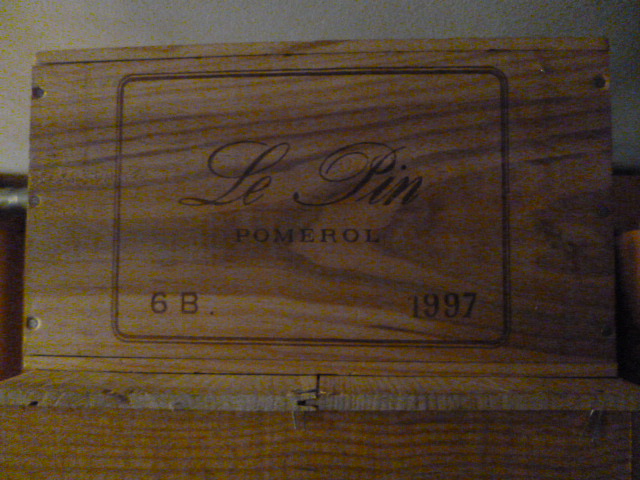 Le Pin
POMEROL
6 B. 1997